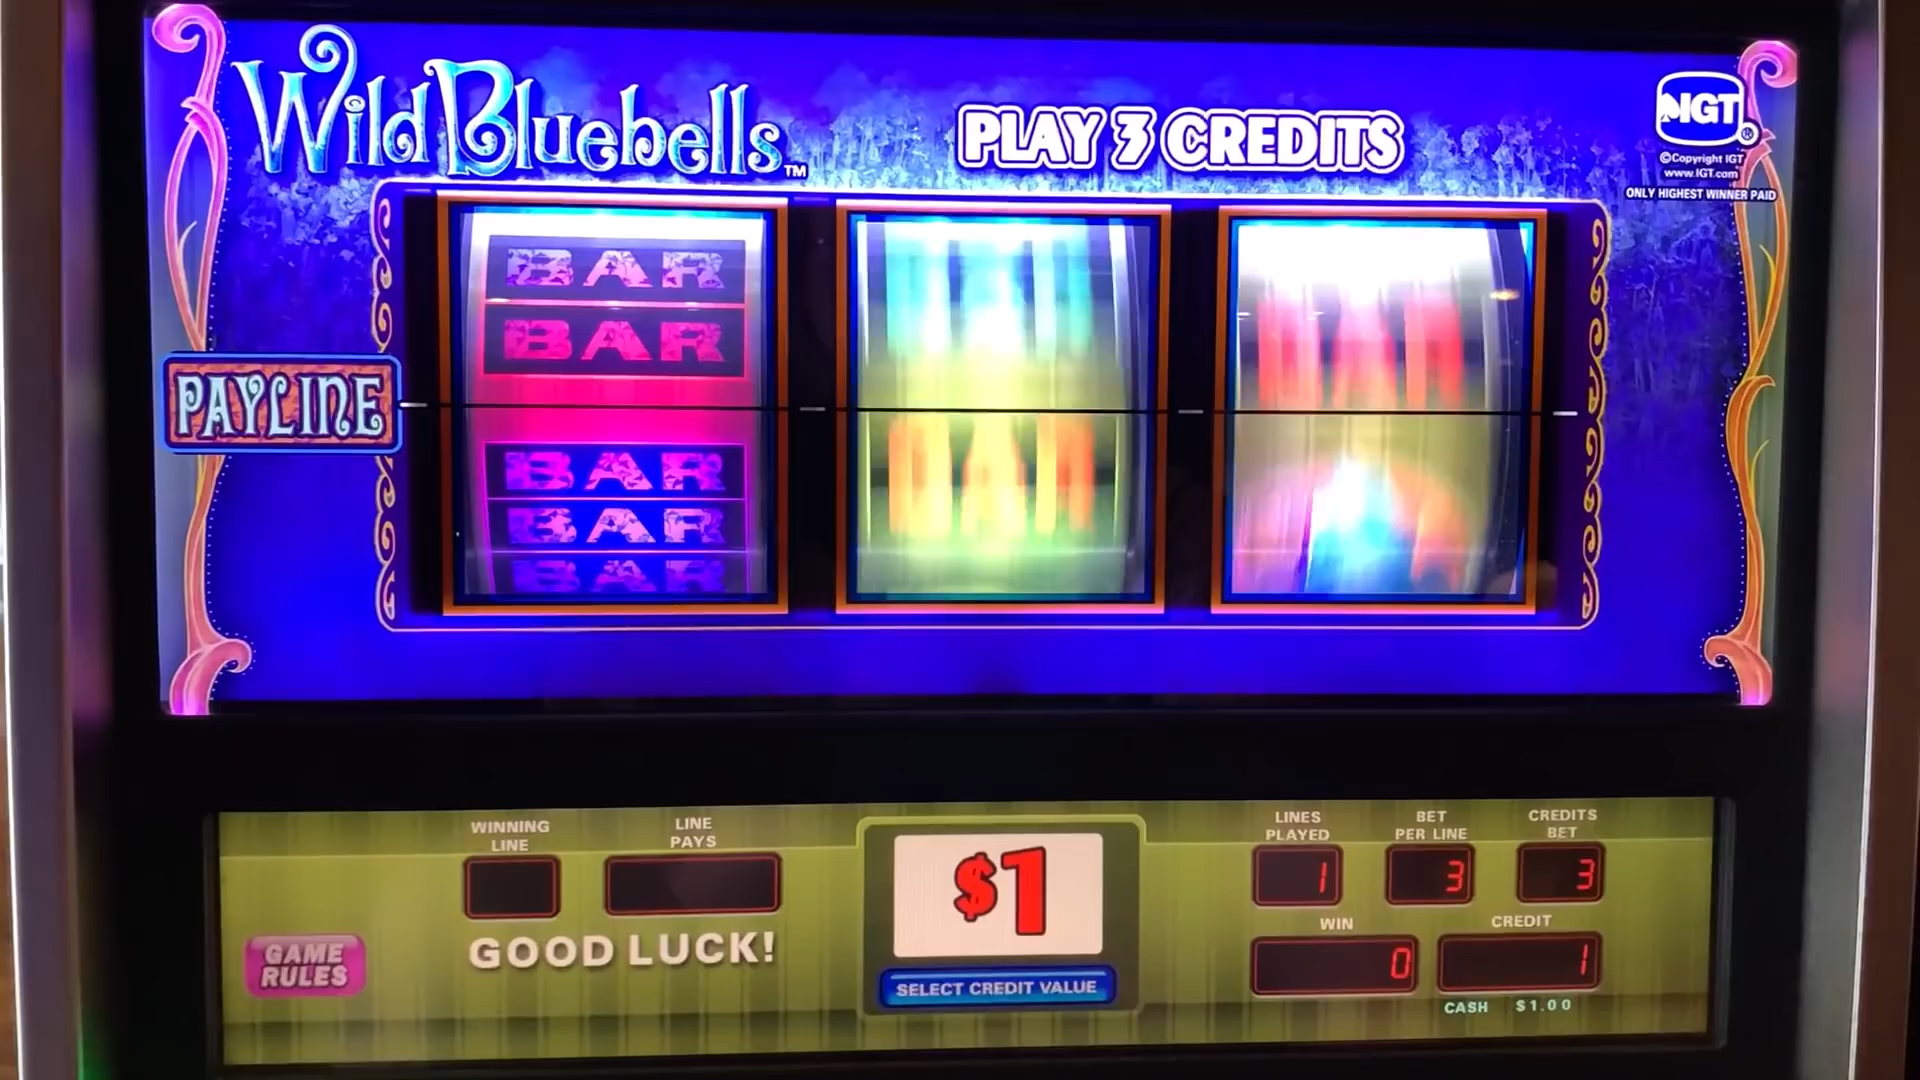 Wild Bluebells™
PLAY 3 CREDITS
IGT®
©Copyright IGT
www.IGT.com
ONLY HIGHEST WINNER PAID
BAR
BAR
PAYLINE
BAR
BAR
BAR
WINNING LINE
LINE PAYS
GOOD LUCK!
GAME RULES
$1
SELECT CREDIT VALUE
LINES PLAYED
BET PER LINE
CREDITS BET
1
3
3
WIN
CREDIT
0
1
CASH $1.00